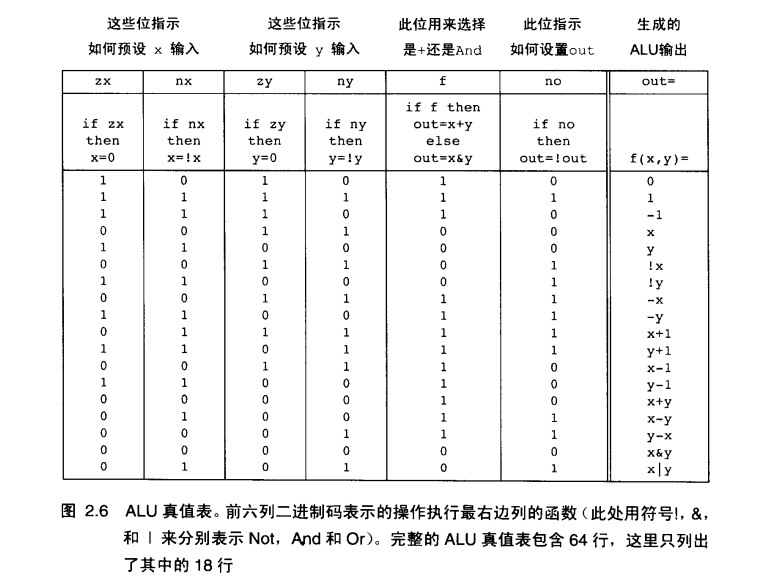 这些位指示 这些位指示 此位用来选择 此位指示 生成的
如何预设 x 输入 如何预设 y 输入 是+还是And 如何设置out ALU输出
zx nx zy ny f no out=
if f then
if zx if nx if zy if ny out=x+y if no
then then then then else then
x=0 x=!x y=0 y=!y out=x&y out=!out f(x,y)=
1 0 1 0 1 0 0
1 1 1 1 1 1 1
1 1 1 0 1 0 -1
0 0 1 1 0 0 x
1 1 0 0 0 0 y
0 0 1 1 0 1 !x
1 1 0 0 0 1 !y
0 0 1 1 1 1 -x
1 1 0 0 1 1 -y
0 1 1 1 1 1 x+1
1 1 0 1 1 1 y+1
0 0 1 1 1 0 x-1
1 1 0 0 1 0 y-1
0 0 0 0 1 0 x+y
0 1 0 0 1 1 x-y
0 0 0 1 1 1 y-x
0 0 0 0 0 0 x&y
0 1 0 1 0 1 x|y
图 2.6 ALU 真值表。前六列二进制码表示的操作执行最右边列的函数(此处用符号!, &,
和 | 来分别表示 Not, And 和 Or)。完整的 ALU 真值表包含 64 行，这里只列出
了其中的 18 行